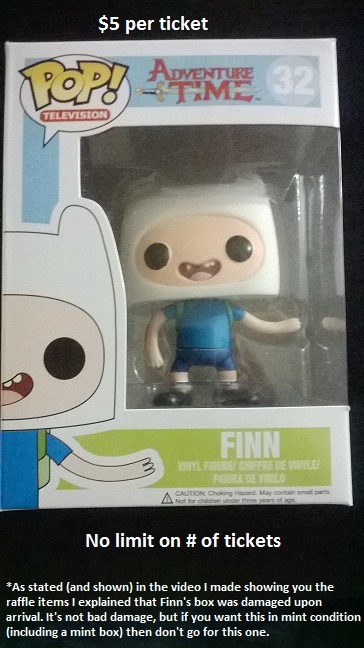 $5 per ticket
POP!
TELEVISION
ADVENTURE
TIME
32
FINN
VINYL FIGURE/ CHIFFRE DE VINYLE/
FIGURA DE VINILO
CAUTION: Choking Hazard. May contain small parts.
Not for children under three years of age.
No limit on # of tickets
*As stated (and shown) in the video I made showing you the
raffle items I explained that Finn's box was damaged upon
arrival. It's not bad damage, but if you want this in mint condition
(including a mint box) then don't go for this one.